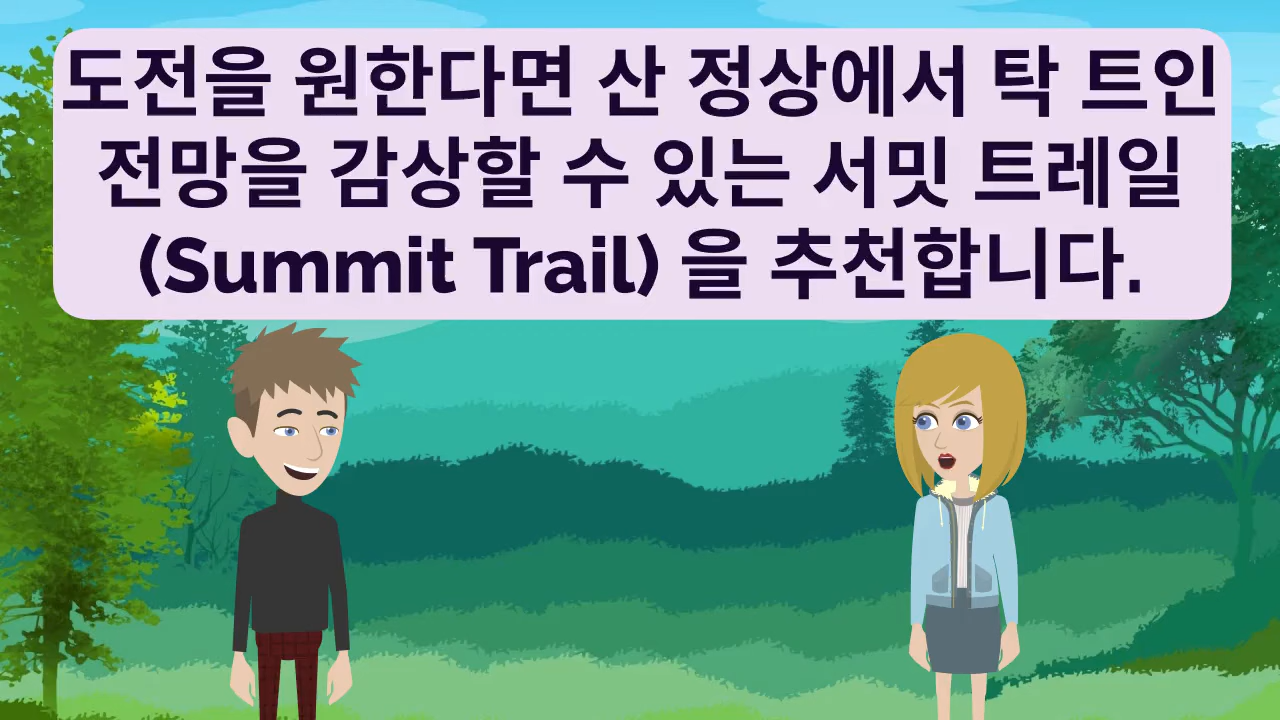 도전을 원한다면 산 정상에서 탁 트인
전망을 감상할 수 있는 서밋 트레일
(Summit Trail) 을 추천합니다.